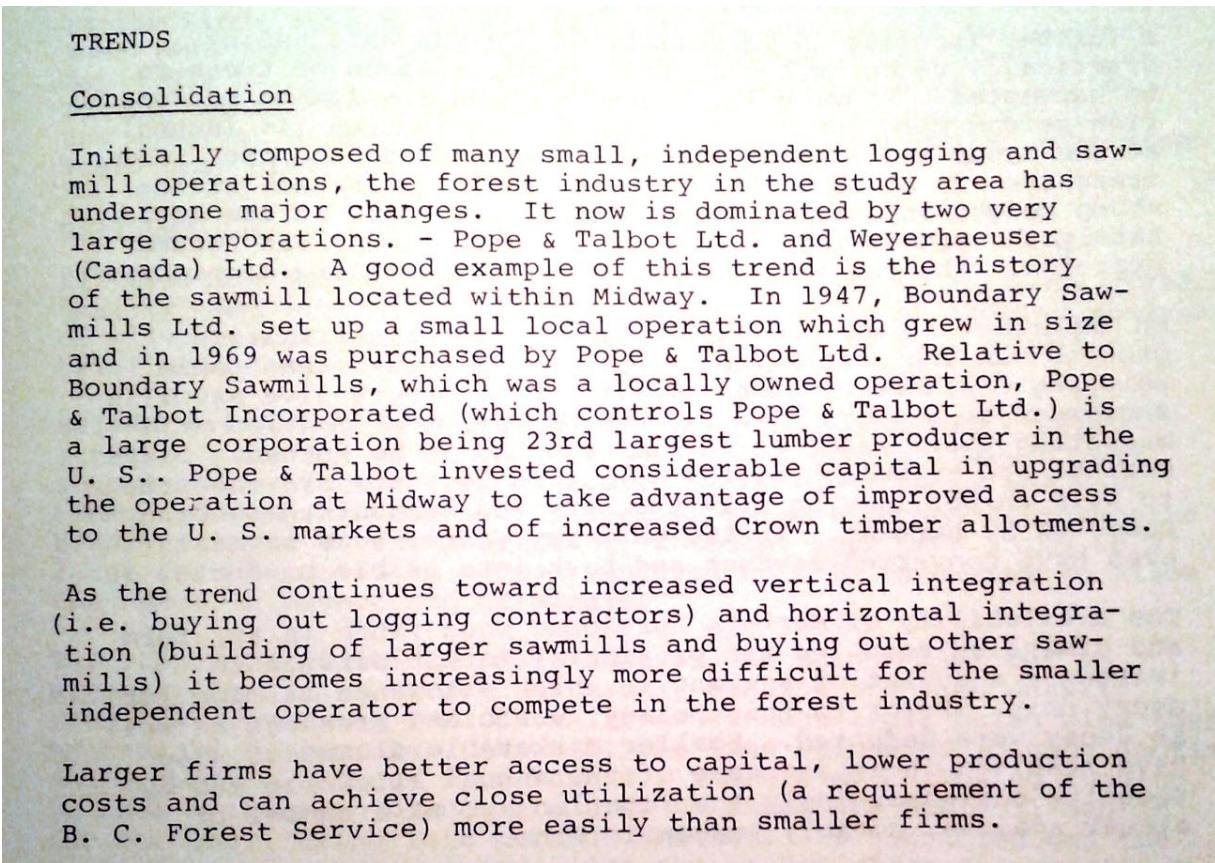 TRENDS
Consolidation
Initially composed of many small, independent logging and saw-
mill operations, the forest industry in the study area has
undergone major changes.  It now is dominated by two very
large corporations. - Pope & Talbot Ltd. and Weyerhaeuser
(Canada) Ltd.  A good example of this trend is the history
of the sawmill located within Midway.  In 1947, Boundary Saw-
mills Ltd. set up a small local operation which grew in size
and in 1969 was purchased by Pope & Talbot Ltd.  Relative to
Boundary Sawmills, which was a locally owned operation, Pope
& Talbot Incorporated (which controls Pope & Talbot Ltd.) is
a large corporation being 23rd largest lumber producer in the
U. S.. Pope & Talbot invested considerable capital in upgrading
the operation at Midway to take advantage of improved access
to the U. S. markets and of increased Crown timber allotments.
As the trend continues toward increased vertical integration
(i.e. buying out logging contractors) and horizontal integra-
tion (building of larger sawmills and buying out other saw-
mills) it becomes increasingly more difficult for the smaller
independent operator to compete in the forest industry.
Larger firms have better access to capital, lower production
costs and can achieve close utilization (a requirement of the
B. C. Forest Service) more easily than smaller firms.